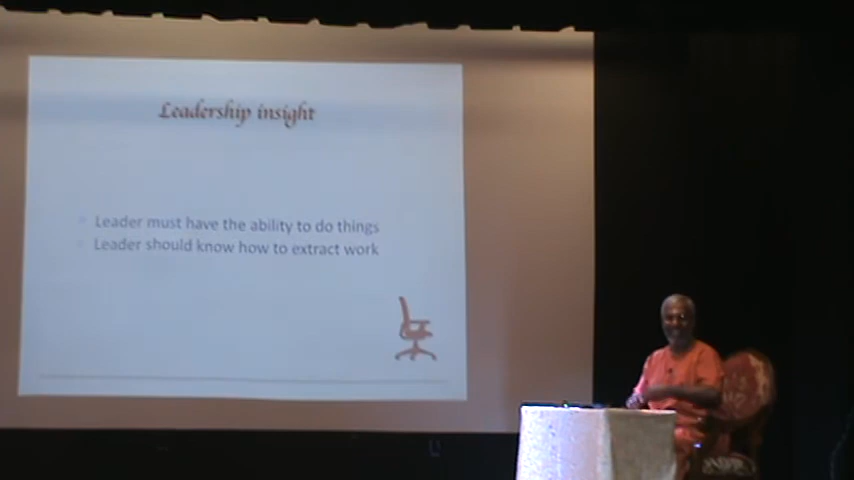 Leadership insight
Leader must have the ability to do things
Leader should know how to extract work